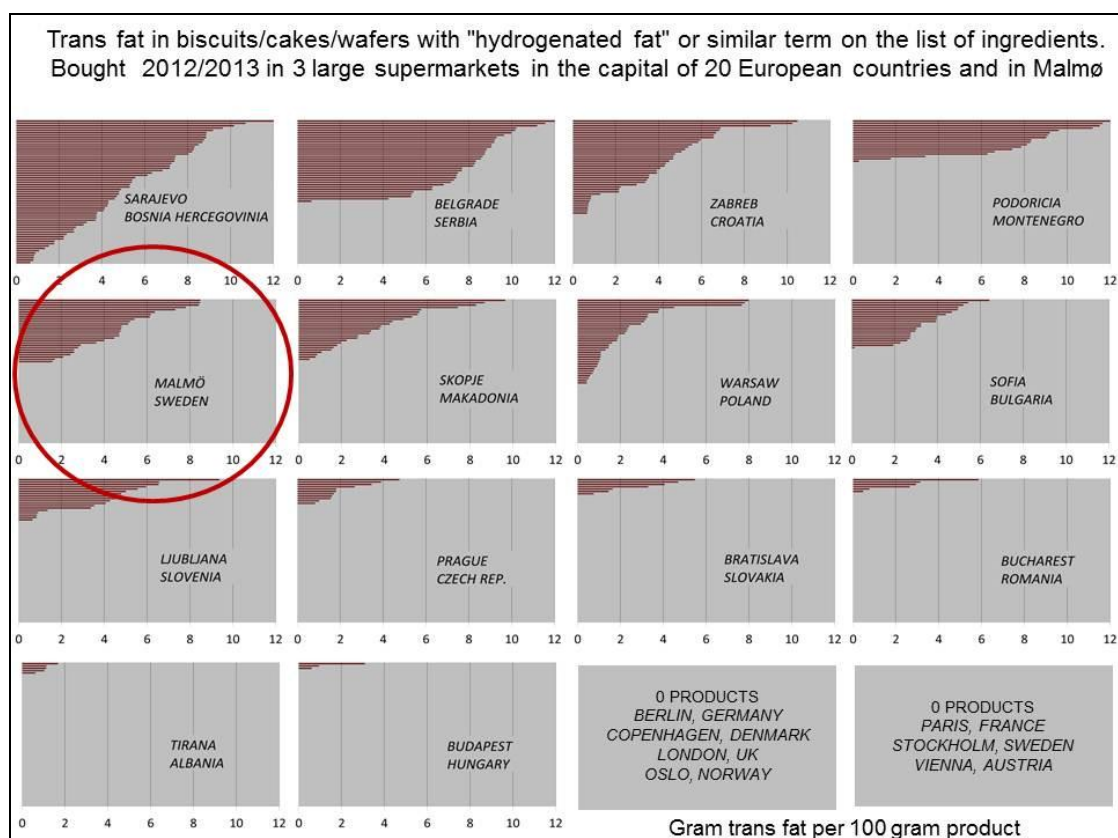 Trans fat in biscuits/cakes/wafers with "hydrogenated fat" or similar term on the list of ingredients.
Bought 2012/2013 in 3 large supermarkets in the capital of 20 European countries and in Malmø
SARAJEVO
BOSNIA HERCEGOVINIA
0 2 4 6 8 10 12
BELGRADE
SERBIA
0 2 4 6 8 10 12
ZABREB
CROATIA
0 2 4 6 8 10 12
PODORICIA
MONTENEGRO
0 2 4 6 8 10 12
MALMÖ
SWEDEN
0 2 4 6 8 10 12
SKOPJE
MAKADONIA
0 2 4 6 8 10 12
WARSAW
POLAND
0 2 4 6 8 10 12
SOFIA
BULGARIA
0 2 4 6 8 10 12
LJUBLJANA
SLOVENIA
0 2 4 6 8 10 12
PRAGUE
CZECH REP.
0 2 4 6 8 10 12
BRATISLAVA
SLOVAKIA
0 2 4 6 8 10 12
BUCHAREST
ROMANIA
0 2 4 6 8 10 12
TIRANA
ALBANIA
0 2 4 6 8 10 12
BUDAPEST
HUNGARY
0 2 4 6 8 10 12
0 PRODUCTS
BERLIN, GERMANY
COPENHAGEN, DENMARK
LONDON, UK
OSLO, NORWAY
0 PRODUCTS
PARIS, FRANCE
STOCKHOLM, SWEDEN
VIENNA, AUSTRIA
Gram trans fat per 100 gram product